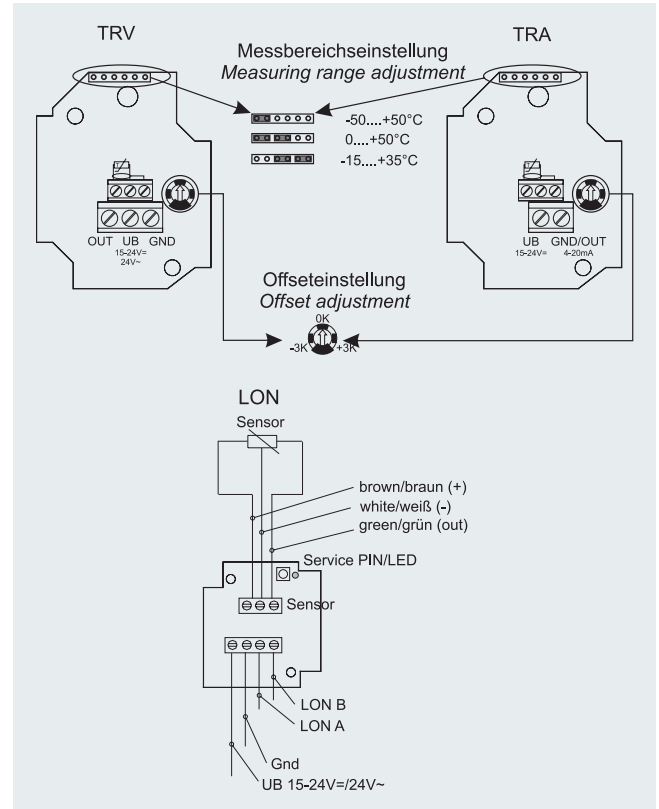 TRV
TRA
Messbereichseinstellung
Measuring range adjustment
-50....+50°C
0....+50°C
-15....+35°C
OUT UB GND
15-24V=
24V~
UB GND/OUT
15-24V= 4-20mA
Offseteinstellung
Offset adjustment
0K
-3K +3K
LON
Sensor
brown/braun (+)
white/weiß (-)
green/grün (out)
Service PIN/LED
Sensor
LON B
LON A
Gnd
UB 15-24V=/24V~